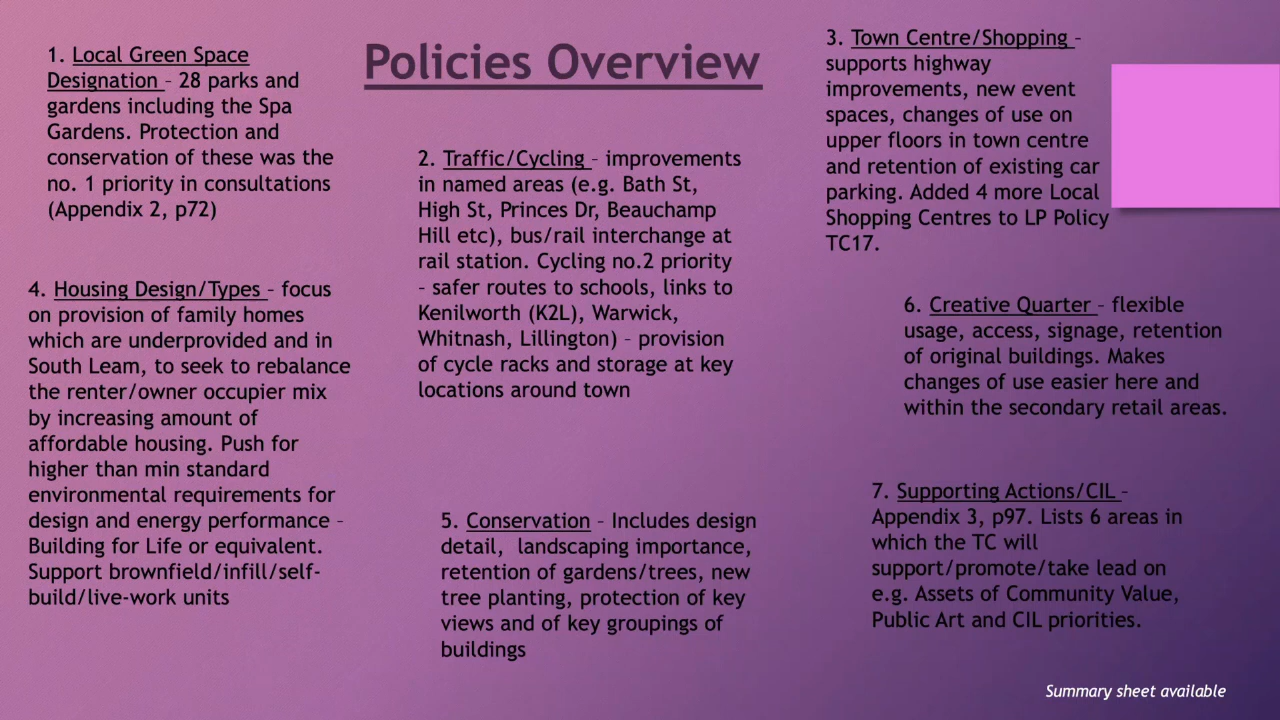 Policies Overview
1. Local Green Space
Designation – 28 parks and
gardens including the Spa
Gardens. Protection and
conservation of these was the
no. 1 priority in consultations
(Appendix 2, p72)
2. Traffic/Cycling – improvements
in named areas (e.g. Bath St,
High St, Princes Dr, Beauchamp
Hill etc), bus/rail interchange at
rail station. Cycling no.2 priority
– safer routes to schools, links to
Kenilworth (K2L), Warwick,
Whitnash, Lillington) – provision
of cycle racks and storage at key
locations around town
3. Town Centre/Shopping –
supports highway
improvements, new event
spaces, changes of use on
upper floors in town centre
and retention of existing car
parking. Added 4 more Local
Shopping Centres to LP Policy
TC17.
4. Housing Design/Types – focus
on provision of family homes
which are underprovided and in
South Leam, to seek to rebalance
the renter/owner occupier mix
by increasing amount of
affordable housing. Push for
higher than min standard
environmental requirements for
design and energy performance –
Building for Life or equivalent.
Support brownfield/infill/self-
build/live-work units
5. Conservation – Includes design
detail,  landscaping importance,
retention of gardens/trees, new
tree planting, protection of key
views and of key groupings of
buildings
6. Creative Quarter – flexible
usage, access, signage, retention
of original buildings. Makes
changes of use easier here and
within the secondary retail areas.
7. Supporting Actions/CIL –
Appendix 3, p97. Lists 6 areas in
which the TC will
support/promote/take lead on
e.g. Assets of Community Value,
Public Art and CIL priorities.
Summary sheet available